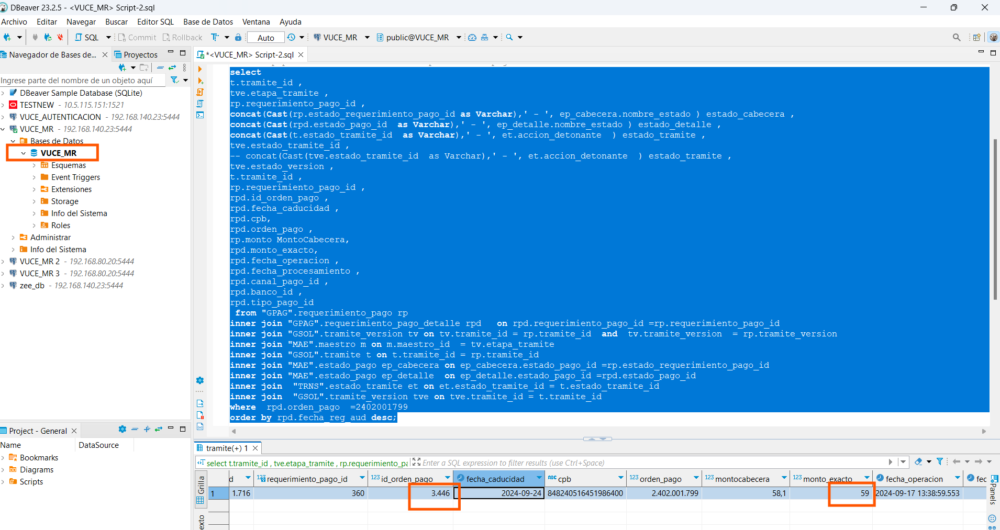 DBeaver 23.2.5 - <VUCE_MR> Script-2.sql
Archivo Editar Navegar Buscar Editor SQL Base de Datos Ventana Ayuda
SQL Commit Rollback Auto VUCE_MR public@VUCE_MR
Navegador de Bases de... Proyectos
Ingrese parte del nombre de un objeto aquí
DBeaver Sample Database (SQLite)
TESTNEW - 10.5.115.151:1521
VUCE_AUTENTICACION - 192.168.140.23:5444
VUCE_MR - 192.168.140.23:5444
Bases de Datos
VUCE_MR
Esquemas
Event Triggers
Extensiones
Storage
Info del Sistema
Roles
Administrar
Info del Sistema
VUCE_MR 2 - 192.168.80.20:5444
VUCE_MR 3 - 192.168.80.20:5444
zee_db - 192.168.140.23:5444
Project - General
Name DataSource
Bookmarks
Diagrams
Scripts
*<VUCE_MR> Script-2.sql
select
t.tramite_id ,
tve.etapa_tramite ,
rp.requerimiento_pago_id ,
concat(Cast(rp.estado_requerimiento_pago_id as Varchar),' - ', ep_cabecera.nombre_estado ) estado_cabecera ,
concat(Cast(rpd.estado_pago_id  as Varchar),' - ', ep_detalle.nombre_estado ) estado_detalle ,
concat(Cast(t.estado_tramite_id  as Varchar),' - ', et.accion_detonante  ) estado_tramite ,
tve.estado_tramite_id ,
-- concat(Cast(tve.estado_tramite_id  as Varchar),' - ', et.accion_detonante  ) estado_tramite ,
tve.estado_version ,
t.tramite_id ,
rp.requerimiento_pago_id ,
rpd.id_orden_pago ,
rpd.fecha_caducidad ,
rpd.cpb,
rpd.orden_pago ,
rp.monto MontoCabecera,
rpd.monto_exacto,
rpd.fecha_operacion ,
rpd.fecha_procesamiento ,
rpd.canal_pago_id ,
rpd.banco_id ,
rpd.tipo_pago_id
from "GPAG".requerimiento_pago rp
inner join "GPAG".requerimiento_pago_detalle rpd   on rpd.requerimiento_pago_id =rp.requerimiento_pago_id
inner join "GSOL".tramite_version tv on tv.tramite_id = rp.tramite_id  and  tv.tramite_version  = rp.tramite_version
inner join "MAE".maestro m on m.maestro_id  = tv.etapa_tramite
inner join "GSOL".tramite t on t.tramite_id = rp.tramite_id
inner join "MAE".estado_pago ep_cabecera on ep_cabecera.estado_pago_id =rp.estado_requerimiento_pago_id
inner join "MAE".estado_pago ep_detalle  on ep_detalle.estado_pago_id =rpd.estado_pago_id
inner join  "TRNS".estado_tramite et on et.estado_tramite_id = t.estado_tramite_id
inner join  "GSOL".tramite_version tve on tve.tramite_id = t.tramite_id
where  rpd.orden_pago  =2402001799
order by rpd.fecha_reg_aud desc;
tramite(+) 1
select t.tramite_id , tve.etapa_tramite , rp.requerimiento_pa Enter a SQL expression to filter results (use Ctrl+Space)
Grilla
exto
Panels
d 123 requerimiento_pago_id 123 id_orden_pago fecha_caducidad ABC cpb 123 orden_pago 123 montocabecera 123 monto_exacto fecha_operacion fec
1 1.716 360 3.446 2024-09-24 848240516451986400 2.402.001.799 58,1 59 2024-09-17 13:38:59.553